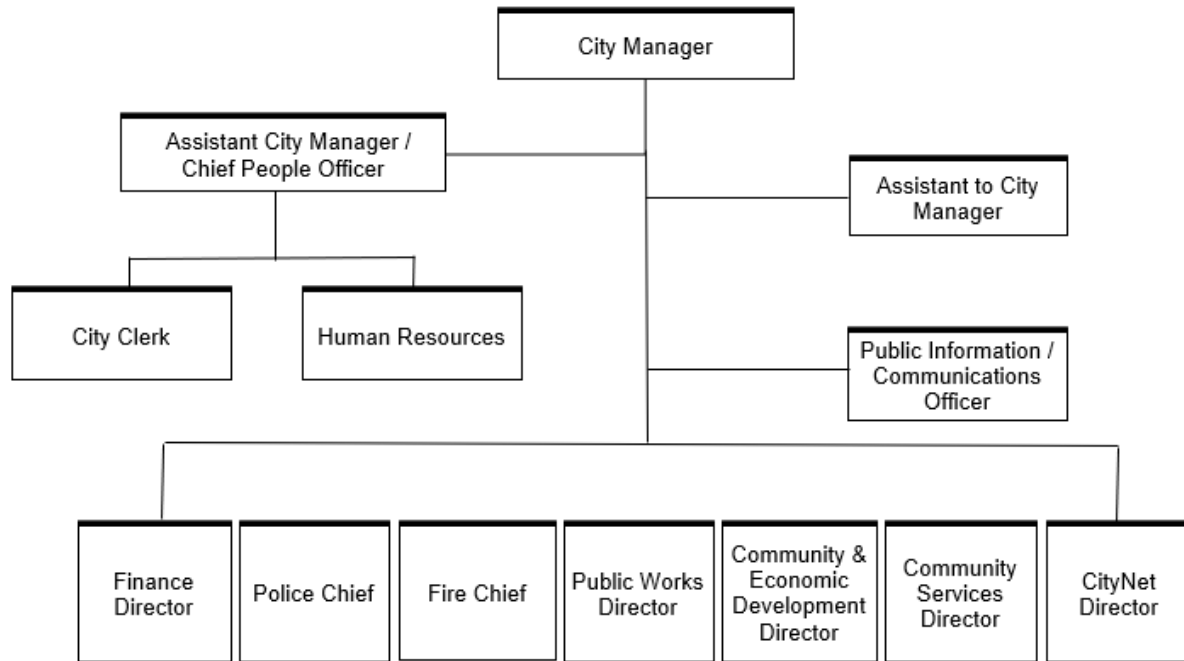 City Manager
Assistant City Manager /
Chief People Officer
Assistant to City
Manager
City Clerk
Human Resources
Public Information /
Communications
Officer
Finance
Director
Police Chief
Fire Chief
Public Works
Director
Community &
Economic
Development
Director
Community
Services
Director
CityNet
Director